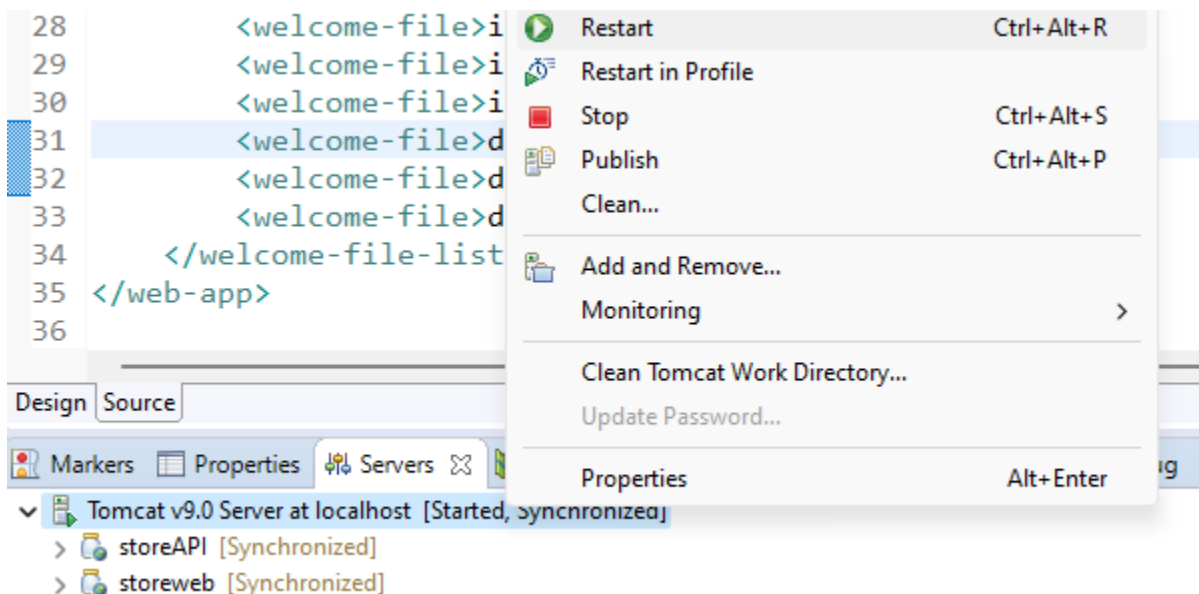 28 <welcome-file>i
29 <welcome-file>i
30 <welcome-file>i
31 <welcome-file>d
32 <welcome-file>d
33 <welcome-file>d
34 </welcome-file-list
35 </web-app>
36
Restart Ctrl+Alt+R
Restart in Profile
Stop Ctrl+Alt+S
Publish Ctrl+Alt+P
Clean...
Add and Remove...
Monitoring
Clean Tomcat Work Directory...
Update Password...
Properties Alt+Enter
Design Source
Markers Properties Servers
Tomcat v9.0 Server at localhost [Started, Synchronized]
storeAPI [Synchronized]
storeweb [Synchronized]